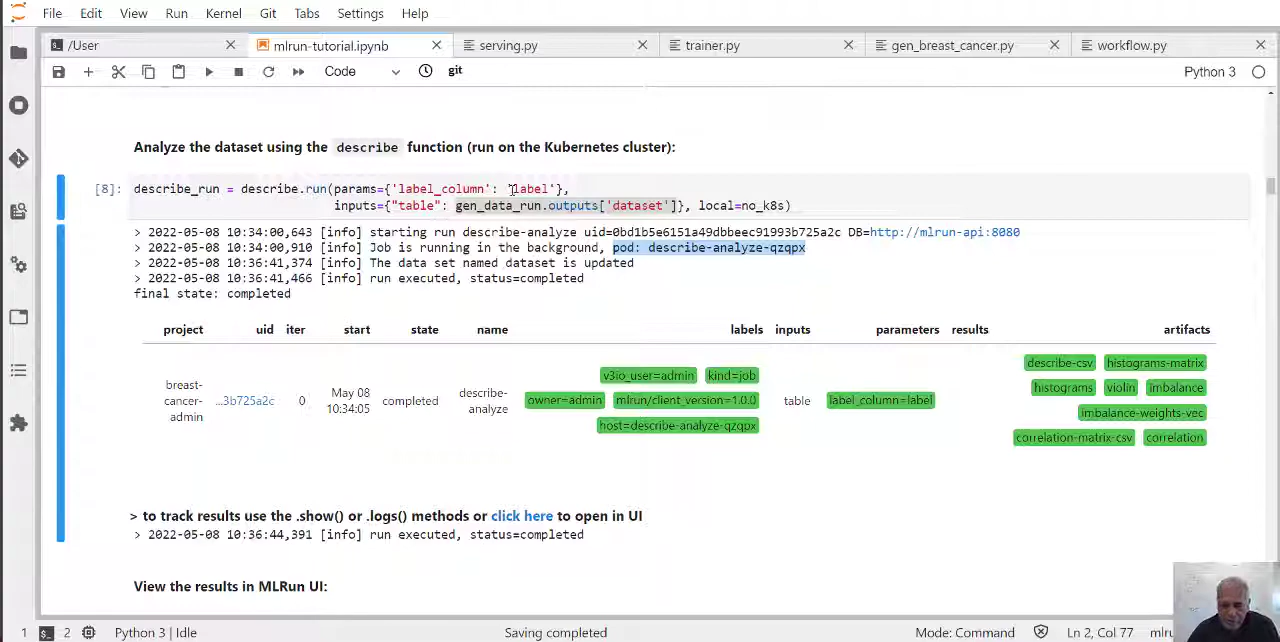 File Edit View Run Kernel Git Tabs Settings Help
/User mlrun-tutorial.ipynb serving.py trainer.py gen_breast_cancer.py workflow.py
Code git Python 3
Analyze the dataset using the describe function (run on the Kubernetes cluster):
[8]: describe_run = describe.run(params={'label_column': 'label'},
inputs={"table": gen_data_run.outputs['dataset']}, local=no_k8s)
> 2022-05-08 10:34:00,643 [info] starting run describe-analyze uid=0bd1b5e6151a49dbbeec91993b725a2c DB=http://mlrun-api:8080
> 2022-05-08 10:34:00,910 [info] Job is running in the background, pod: describe-analyze-qzqpx
> 2022-05-08 10:36:41,374 [info] The data set named dataset is updated
> 2022-05-08 10:36:41,466 [info] run executed, status=completed
final state: completed
project uid iter start state name labels inputs parameters results artifacts
breast-cancer-admin ...3b725a2c 0 May 08 10:34:05 completed describe-analyze v3io_user=admin kind=job owner=admin mlrun/client_version=1.0.0 host=describe-analyze-qzqpx table label_column=label describe-csv histograms-matrix histograms violin imbalance imbalance-weights-vec correlation-matrix-csv correlation
> to track results use the .show() or .logs() methods or click here to open in UI
> 2022-05-08 10:36:44,391 [info] run executed, status=completed
View the results in MLRun UI:
1 2 Python 3 | Idle Saving completed Mode: Command Ln 2, Col 77 mlru